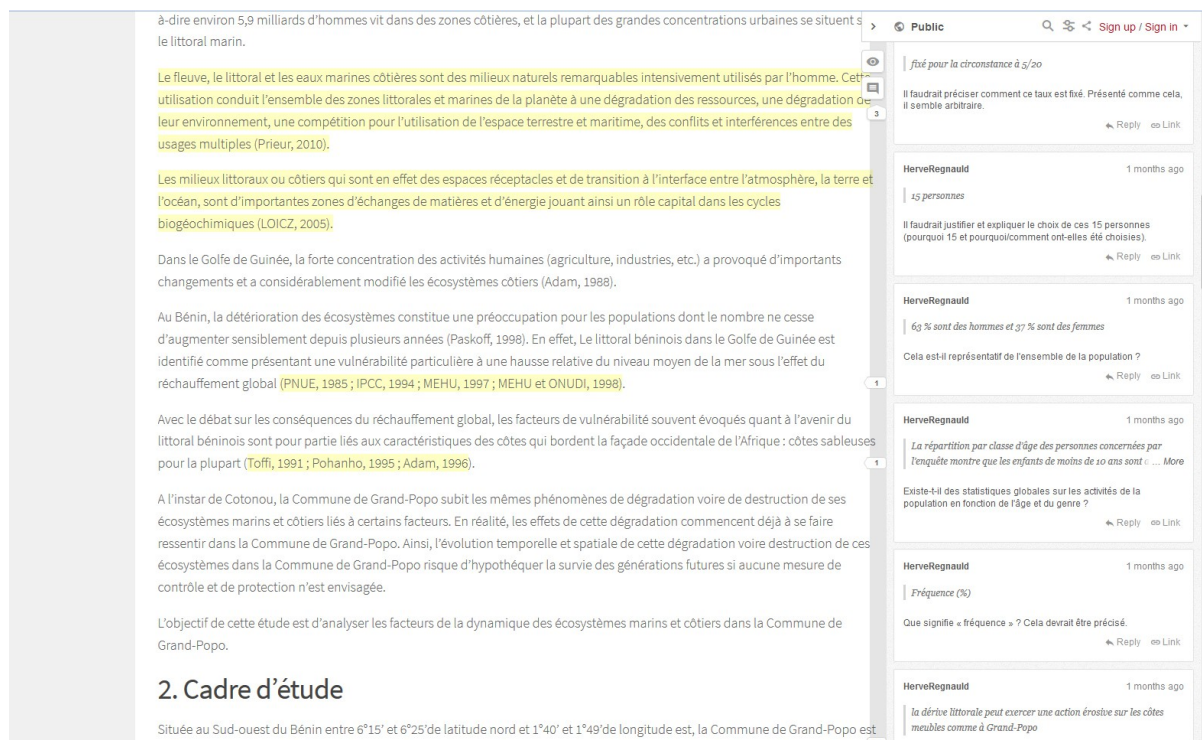 à-dire environ 5,9 milliards d'hommes vit dans des zones côtières, et la plupart des grandes concentrations urbaines se situent
le littoral marin.
Le fleuve, le littoral et les eaux marines côtières sont des milieux naturels remarquables intensivement utilisés par l'homme. Cette
utilisation conduit l'ensemble des zones littorales et marines de la planète à une dégradation des ressources, une dégradation de
leur environnement, une compétition pour l'utilisation de l'espace terrestre et maritime, des conflits et interférences entre des
usages multiples (Prieur, 2010).
Les milieux littoraux ou côtiers qui sont en effet des espaces réceptacles et de transition à l'interface entre l'atmosphère, la terre et
l'océan, sont d'importantes zones d'échanges de matières et d'énergie jouant ainsi un rôle capital dans les cycles
biogéochimiques (LOICZ, 2005).
Dans le Golfe de Guinée, la forte concentration des activités humaines (agriculture, industries, etc.) a provoqué d'importants
changements et a considérablement modifié les écosystèmes côtiers (Adam, 1988).
Au Bénin, la détérioration des écosystèmes constitue une préoccupation pour les populations dont le nombre ne cesse
d'augmenter sensiblement depuis plusieurs années (Paskoff, 1998). En effet, Le littoral béninois dans le Golfe de Guinée est
identifié comme présentant une vulnérabilité particulière à une hausse relative du niveau moyen de la mer sous l'effet du
réchauffement global (PNUE, 1985 ; IPCC, 1994 ; MEHU, 1997 ; MEHU et ONUDI, 1998).
Avec le débat sur les conséquences du réchauffement global, les facteurs de vulnérabilité souvent évoqués quant à l'avenir du
littoral béninois sont pour partie liés aux caractéristiques des côtes qui bordent la façade occidentale de l'Afrique : côtes sableuses
pour la plupart (Toffi, 1991 ; Pohanho, 1995 ; Adam, 1996).
A l'instar de Cotonou, la Commune de Grand-Popo subit les mêmes phénomènes de dégradation voire de destruction de ses
écosystèmes marins et côtiers liés à certains facteurs. En réalité, les effets de cette dégradation commencent déjà à se faire
ressentir dans la Commune de Grand-Popo. Ainsi, l'évolution temporelle et spatiale de cette dégradation voire destruction de ces
écosystèmes dans la Commune de Grand-Popo risque d'hypothéquer la survie des générations futures si aucune mesure de
contrôle et de protection n'est envisagée.
L'objectif de cette étude est d'analyser les facteurs de la dynamique des écosystèmes marins et côtiers dans la Commune de
Grand-Popo.
2. Cadre d'étude
Située au Sud-ouest du Bénin entre 6°15' et 6°25'de latitude nord et 1°40' et 1°49'de longitude est, la Commune de Grand-Popo est
3
1
1
Public Sign up / Sign in
fixé pour la circonstance à 5/20
Il faudrait préciser comment ce taux est fixé. Présenté comme cela,
il semble arbitraire.
Reply Link
HerveRegnauld 1 months ago
15 personnes
Il faudrait justifier et expliquer le choix de ces 15 personnes
(pourquoi 15 et pourquoi/comment ont-elles été choisies).
Reply Link
HerveRegnauld 1 months ago
63 % sont des hommes et 37 % sont des femmes
Cela est-il représentatif de l'ensemble de la population ?
Reply Link
HerveRegnauld 1 months ago
La répartition par classe d'âge des personnes concernées par
l'enquête montre que les enfants de moins de 10 ans sont ... More
Existe-t-il des statistiques globales sur les activités de la
population en fonction de l'âge et du genre ?
Reply Link
HerveRegnauld 1 months ago
Fréquence (%)
Que signifie « fréquence » ? Cela devrait être précisé.
Reply Link
HerveRegnauld 1 months ago
la dérive littorale peut exercer une action érosive sur les côtes
meubles comme à Grand-Popo